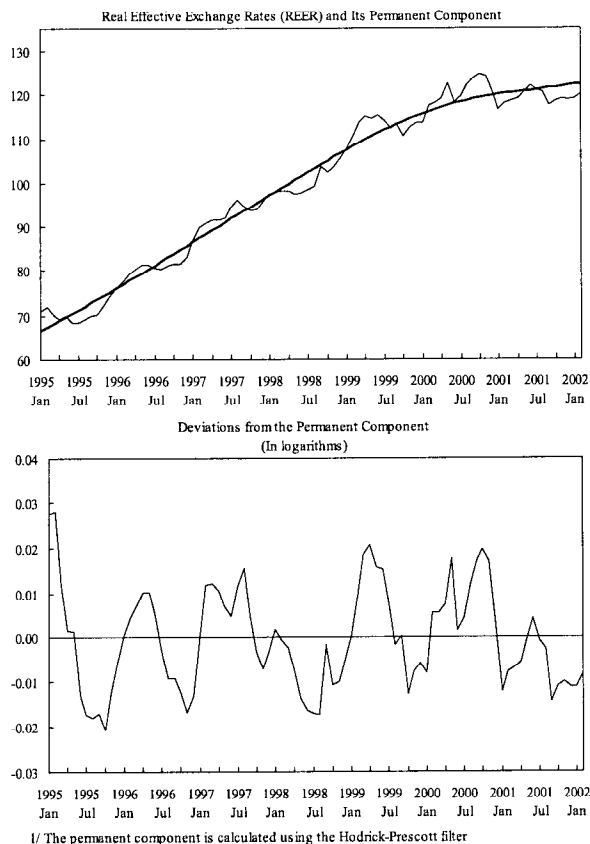 Real Effective Exchange Rates (REER) and Its Permanent Component
130
120
110
100
90
80
70
60
1995 1995 1996 1996 1997 1997 1998 1998 1999 1999 2000 2000 2001 2001 2002
Jan Jul Jan Jul Jan Jul Jan Jul Jan Jul Jan Jul Jan Jul Jan
Deviations from the Permanent Component
(In logarithms)
0.04
0.03
0.02
0.01
0.00
-0.01
-0.02
-0.03
1995 1995 1996 1996 1997 1997 1998 1998 1999 1999 2000 2000 2001 2001 2002
Jan Jul Jan Jul Jan Jul Jan Jul Jan Jul Jan Jul Jan Jul Jan
1/ The permanent component is calculated using the Hodrick-Prescott filter